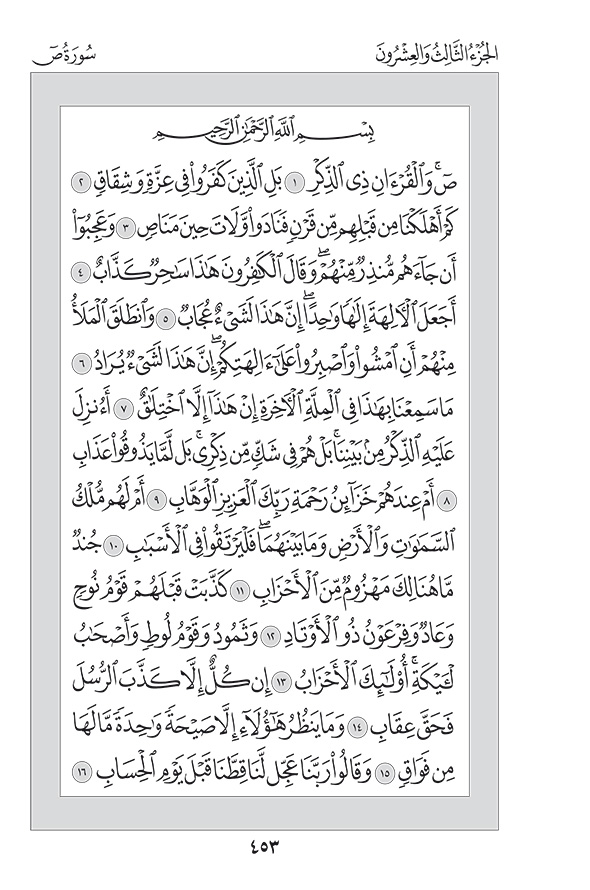 الجُزْءُ الثَّالِثُ وَالعِشْرُونَ
سُورَةُ صٓ
بِسْمِ ٱللَّهِ ٱلرَّحْمَٰنِ ٱلرَّحِيمِ
صٓۚ وَٱلْقُرْءَانِ ذِى ٱلذِّكْرِ ١ بَلِ ٱلَّذِينَ كَفَرُوا۟ فِى عِزَّةٍ وَشِقَاقٍ ٢
كَمْ أَهْلَكْنَا مِن قَبْلِهِم مِّن قَرْنٍ فَنَادَوا۟ وَّلَاتَ حِينَ مَنَاصٍ ٣ وَعَجِبُوٓا۟
أَن جَآءَهُم مُّنذِرٌ مِّنْهُمْۖ وَقَالَ ٱلْكَٰفِرُونَ هَٰذَا سَٰحِرٌ كَذَّابٌ ٤
أَجَعَلَ ٱلْءَالِهَةَ إِلَٰهًا وَٰحِدًاۖ إِنَّ هَٰذَا لَشَىْءٌ عُجَابٌ ٥ وَٱنطَلَقَ ٱلْمَلَأُ
مِنْهُمْ أَنِ ٱمْشُوا۟ وَٱصْبِرُوا۟ عَلَىٰٓ ءَالِهَتِكُمْۖ إِنَّ هَٰذَا لَشَىْءٌ يُرَادُ ٦
مَا سَمِعْنَا بِهَٰذَا فِى ٱلْمِلَّةِ ٱلْءَاخِرَةِ إِنْ هَٰذَآ إِلَّا ٱخْتِلَٰقٌ ٧ أَءُنزِلَ
عَلَيْهِ ٱلذِّكْرُ مِنۢ بَيْنِنَاۚ بَلْ هُمْ فِى شَكٍّ مِّن ذِكْرِىۚ بَل لَّمَّا يَذُوقُوا۟ عَذَابِ
٨ أَمْ عِندَهُمْ خَزَآئِنُ رَحْمَةِ رَبِّكَ ٱلْعَزِيزِ ٱلْوَهَّابِ ٩ أَمْ لَهُم مُّلْكُ
ٱلسَّمَٰوَٰتِ وَٱلْأَرْضِ وَمَا بَيْنَهُمَاۖ فَلْيَرْتَقُوا۟ فِى ٱلْأَسْبَٰبِ ١٠ جُندٌ
مَّا هُنَالِكَ مَهْزُومٌ مِّنَ ٱلْأَحْزَابِ ١١ كَذَّبَتْ قَبْلَهُمْ قَوْمُ نُوحٍ
وَعَادٌ وَفِرْعَوْنُ ذُو ٱلْأَوْتَادِ ١٢ وَثَمُودُ وَقَوْمُ لُوطٍ وَأَصْحَٰبُ
لْـَٔيْكَةِۚ أُو۟لَٰٓئِكَ ٱلْأَحْزَابُ ١٣ إِن كُلٌّ إِلَّا كَذَّبَ ٱلرُّسُلَ
فَحَقَّ عِقَابِ ١٤ وَمَا يَنظُرُ هَٰٓؤُلَآءِ إِلَّا صَيْحَةً وَٰحِدَةً مَّا لَهَا
مِن فَوَاقٍ ١٥ وَقَالُوا۟ رَبَّنَا عَجِّل لَّنَا قِطَّنَا قَبْلَ يَوْمِ ٱلْحِسَابِ ١٦
٤٥٣